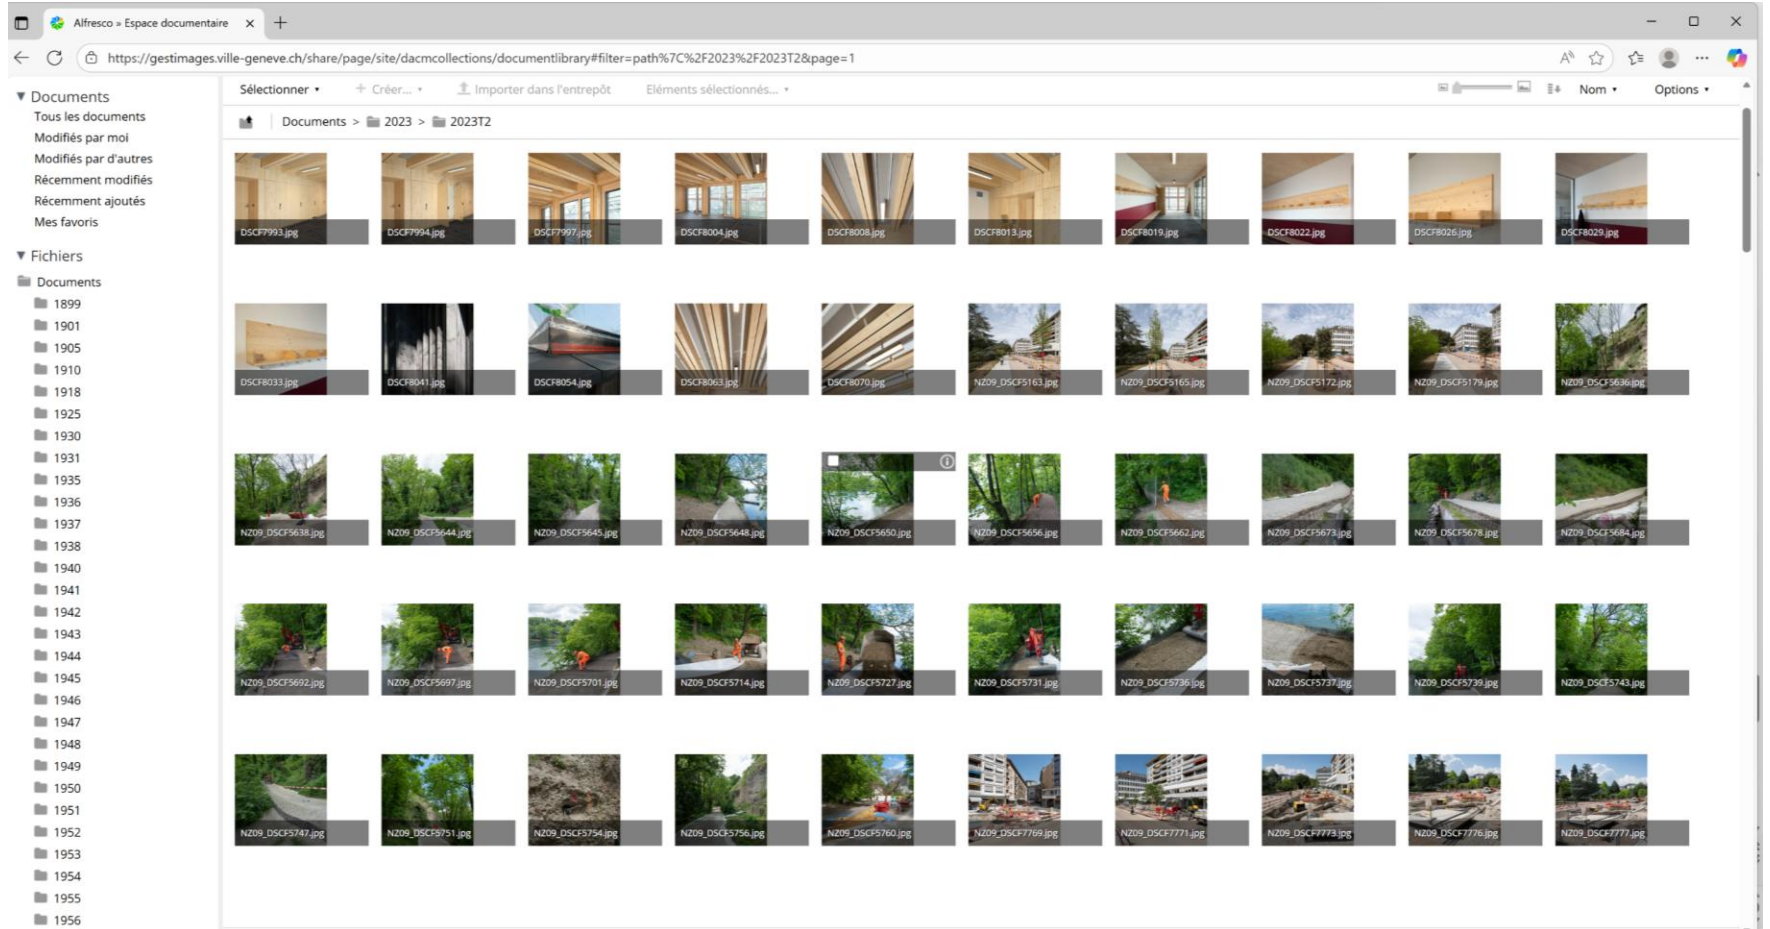 Alfresco » Espace documentaire
https://gestimages.ville-geneve.ch/share/page/site/dacmcollections/documentlibrary#filter=path%7C%2F2023%2F2023T2&page=1
Documents
Tous les documents
Modifiés par moi
Modifiés par d'autres
Récemment modifiés
Récemment ajoutés
Mes favoris
Fichiers
Documents
1899
1901
1905
1910
1918
1925
1930
1931
1935
1936
1937
1938
1940
1941
1942
1943
1944
1945
1946
1947
1948
1949
1950
1951
1952
1953
1954
1955
1956
Sélectionner
+ Créer...
Importer dans l'entrepôt
Eléments sélectionnés...
Nom
Options
Documents > 2023 > 2023T2
DSCF7993.jpg
DSCF7994.jpg
DSCF7997.jpg
DSCF8004.jpg
DSCF8008.jpg
DSCF8013.jpg
DSCF8019.jpg
DSCF8022.jpg
DSCF8026.jpg
DSCF8029.jpg
DSCF8033.jpg
DSCF8041.jpg
DSCF8054.jpg
DSCF8063.jpg
DSCF8070.jpg
NZ09_DSCF5163.jpg
NZ09_DSCF5165.jpg
NZ09_DSCF5172.jpg
NZ09_DSCF5179.jpg
NZ09_DSCF5636.jpg
NZ09_DSCF5638.jpg
NZ09_DSCF5644.jpg
NZ09_DSCF5645.jpg
NZ09_DSCF5648.jpg
NZ09_DSCF5650.jpg
NZ09_DSCF5656.jpg
NZ09_DSCF5662.jpg
NZ09_DSCF5673.jpg
NZ09_DSCF5678.jpg
NZ09_DSCF5684.jpg
NZ09_DSCF5692.jpg
NZ09_DSCF5697.jpg
NZ09_DSCF5701.jpg
NZ09_DSCF5714.jpg
NZ09_DSCF5727.jpg
NZ09_DSCF5731.jpg
NZ09_DSCF5736.jpg
NZ09_DSCF5737.jpg
NZ09_DSCF5739.jpg
NZ09_DSCF5743.jpg
NZ09_DSCF5747.jpg
NZ09_DSCF5751.jpg
NZ09_DSCF5754.jpg
NZ09_DSCF5756.jpg
NZ09_DSCF5760.jpg
NZ09_DSCF7769.jpg
NZ09_DSCF7771.jpg
NZ09_DSCF7773.jpg
NZ09_DSCF7776.jpg
NZ09_DSCF7777.jpg